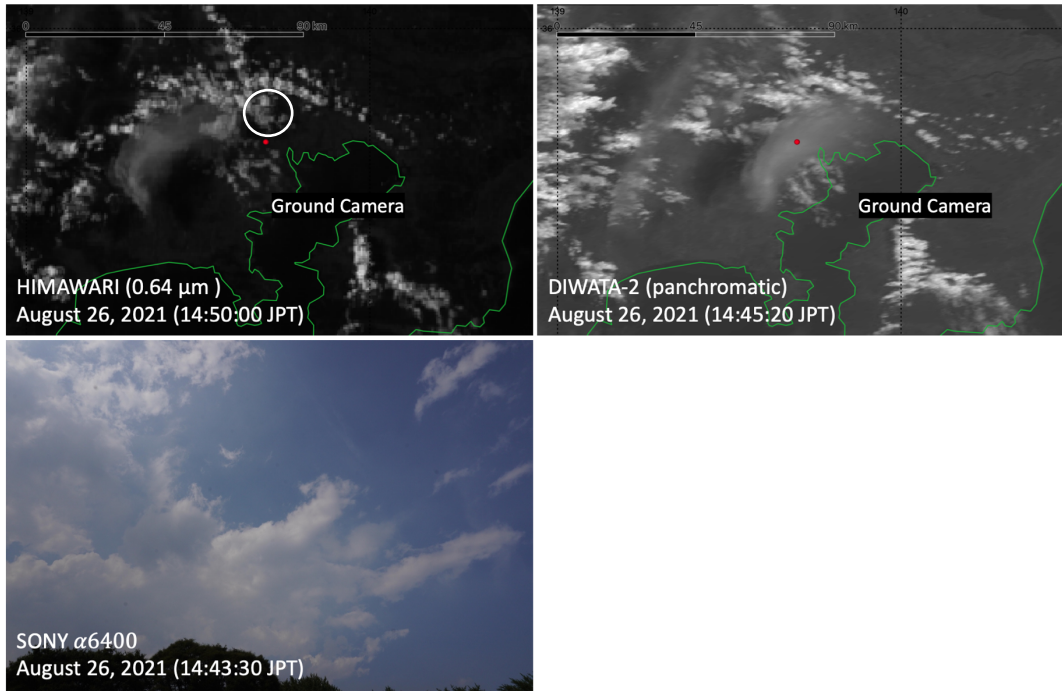 0 45 90 km
Ground Camera
HIMAWARI (0.64 μm )
August 26, 2021 (14:50:00 JPT)
139 140
36
0 45 90 km
Ground Camera
DIWATA-2 (panchromatic)
August 26, 2021 (14:45:20 JPT)
SONY 𝛼6400
August 26, 2021 (14:43:30 JPT)